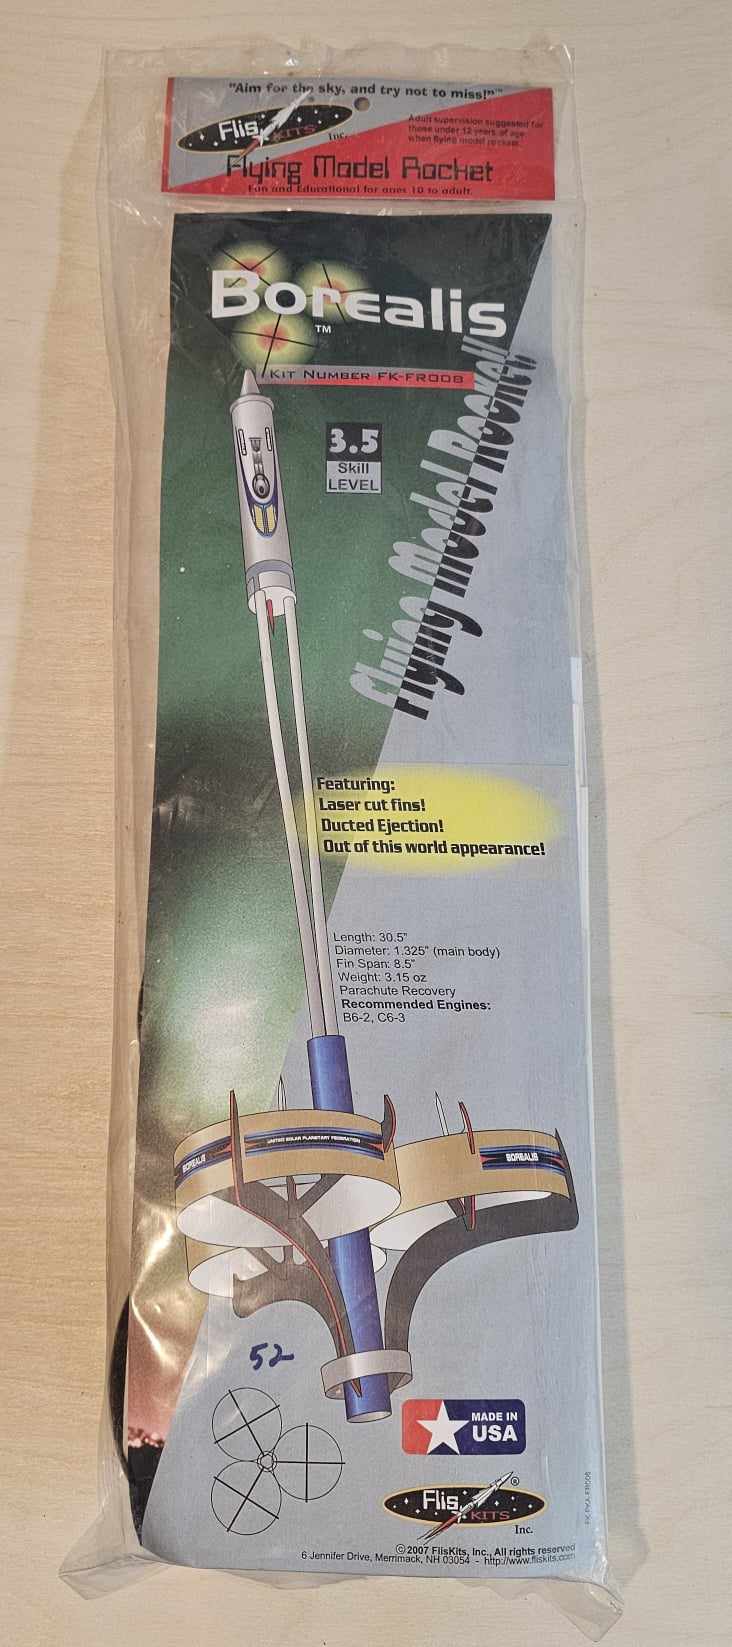 "Aim for the sky, and try not to miss!"™
Flis
KITS
Inc.
Adult supervision suggested for
those under 12 years of age
when flying model rockets.
Flying Model Rocket
Fun and Educational for ages 10 to adult.
Borealis
TM
KIT NUMBER FK-FR008
3.5
Skill
LEVEL
Flying Model Rocket!
Featuring:
Laser cut fins!
Ducted Ejection!
Out of this world appearance!
Length: 30.5"
Diameter: 1.325" (main body)
Fin Span: 8.5"
Weight: 3.15 oz
Parachute Recovery
Recommended Engines:
B6-2, C6-3
BOREALIS
UNITED SOLAR PLANETARY FEDERATION
BOREALIS
52
MADE IN
USA
Flis
KITS
®
Inc.
©2007 FlisKits, Inc., All rights reserved
6 Jennifer Drive, Merrimack, NH 03054 - http://www.fliskits.com